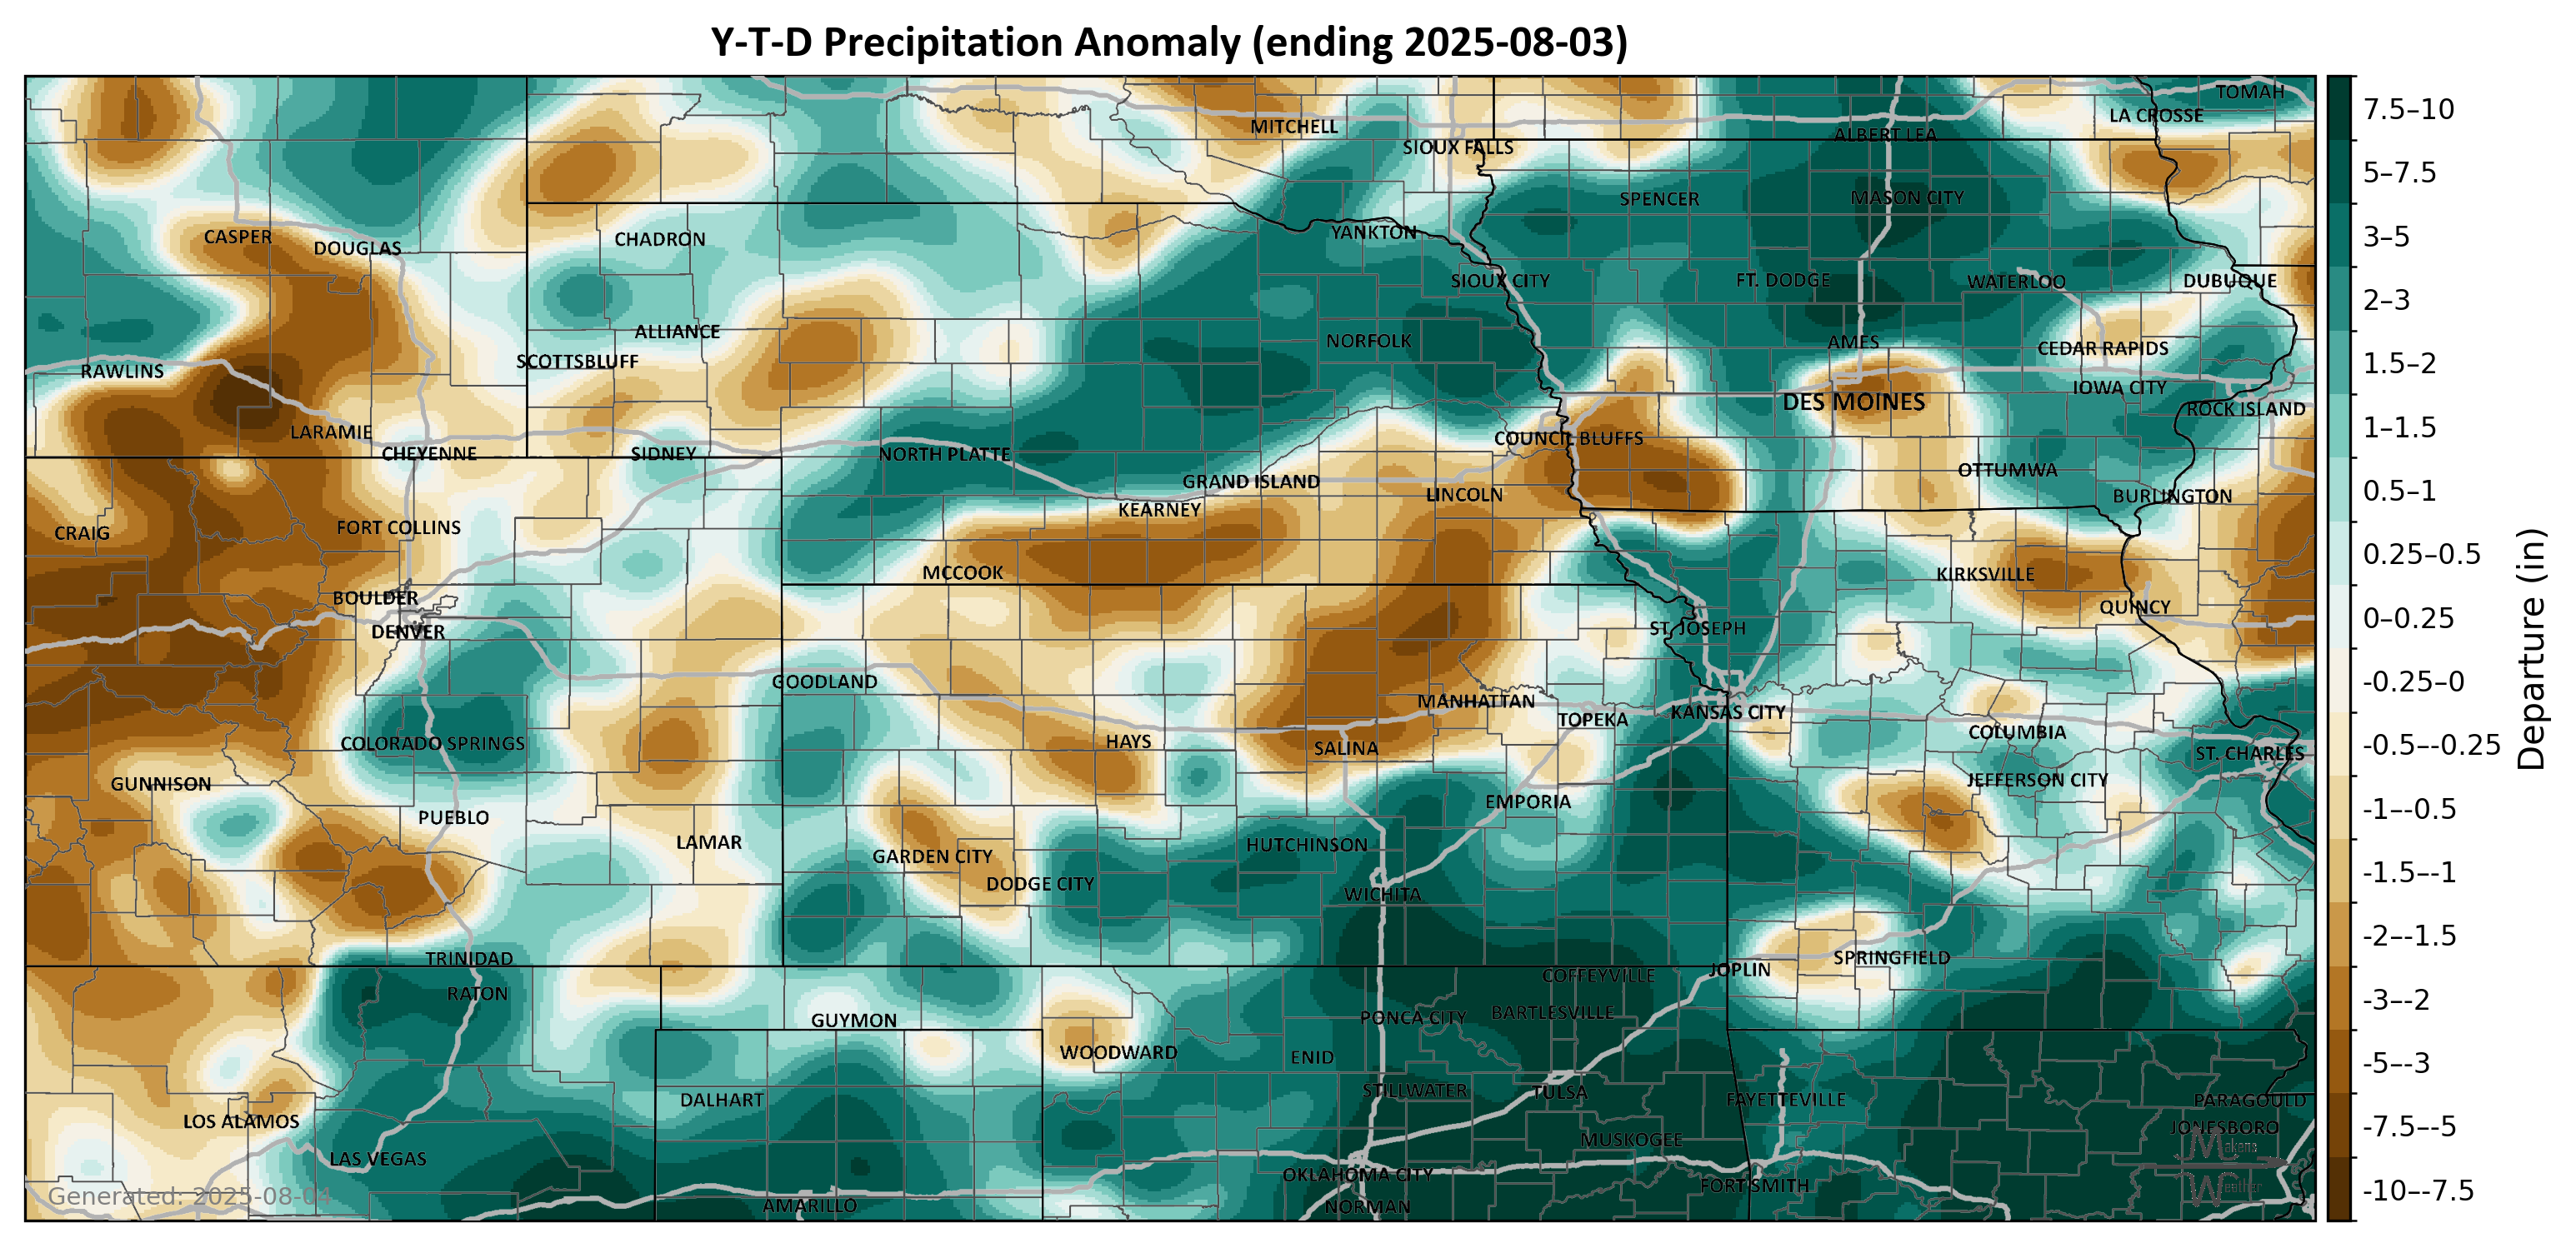 Y-T-D Precipitation Anomaly (ending 2025-08-03)
TOMAH
LA CROSSE
MITCHELL
ALBERT LEA
SIOUX FALLS
SPENCER
MASON CITY
CASPER
DOUGLAS
CHADRON
YANKTON
SIOUX CITY
FT. DODGE
WATERLOO
DUBUQUE
ALLIANCE
SCOTTSBLUFF
NORFOLK
AMES
CEDAR RAPIDS
RAWLINS
IOWA CITY
DES MOINES
ROCK ISLAND
LARAMIE
COUNCIL BLUFFS
CHEYENNE
SIDNEY
NORTH PLATTE
OTTUMWA
GRAND ISLAND
LINCOLN
BURLINGTON
KEARNEY
CRAIG
FORT COLLINS
MCCOOK
KIRKSVILLE
BOULDER
QUINCY
DENVER
ST. JOSEPH
GOODLAND
MANHATTAN
TOPEKA
KANSAS CITY
COLUMBIA
COLORADO SPRINGS
HAYS
SALINA
ST. CHARLES
GUNNISON
JEFFERSON CITY
EMPORIA
PUEBLO
LAMAR
HUTCHINSON
GARDEN CITY
DODGE CITY
WICHITA
TRINIDAD
SPRINGFIELD
JOPLIN
COFFEYVILLE
RATON
BARTLESVILLE
PONCA CITY
GUYMON
WOODWARD
ENID
STILLWATER
TULSA
DALHART
FAYETTEVILLE
PARAGOULD
LOS ALAMOS
JONESBORO
MUSKOGEE
LAS VEGAS
OKLAHOMA CITY
FORT SMITH
AMARILLO
NORMAN
Makens
Weather
Generated: 2025-08-04
7.5–10
5–7.5
3–5
2–3
1.5–2
1–1.5
0.5–1
0.25–0.5
0–0.25
-0.25–0
-0.5–-0.25
-1–-0.5
-1.5–-1
-2–-1.5
-3–-2
-5–-3
-7.5–-5
-10–-7.5
Departure (in)